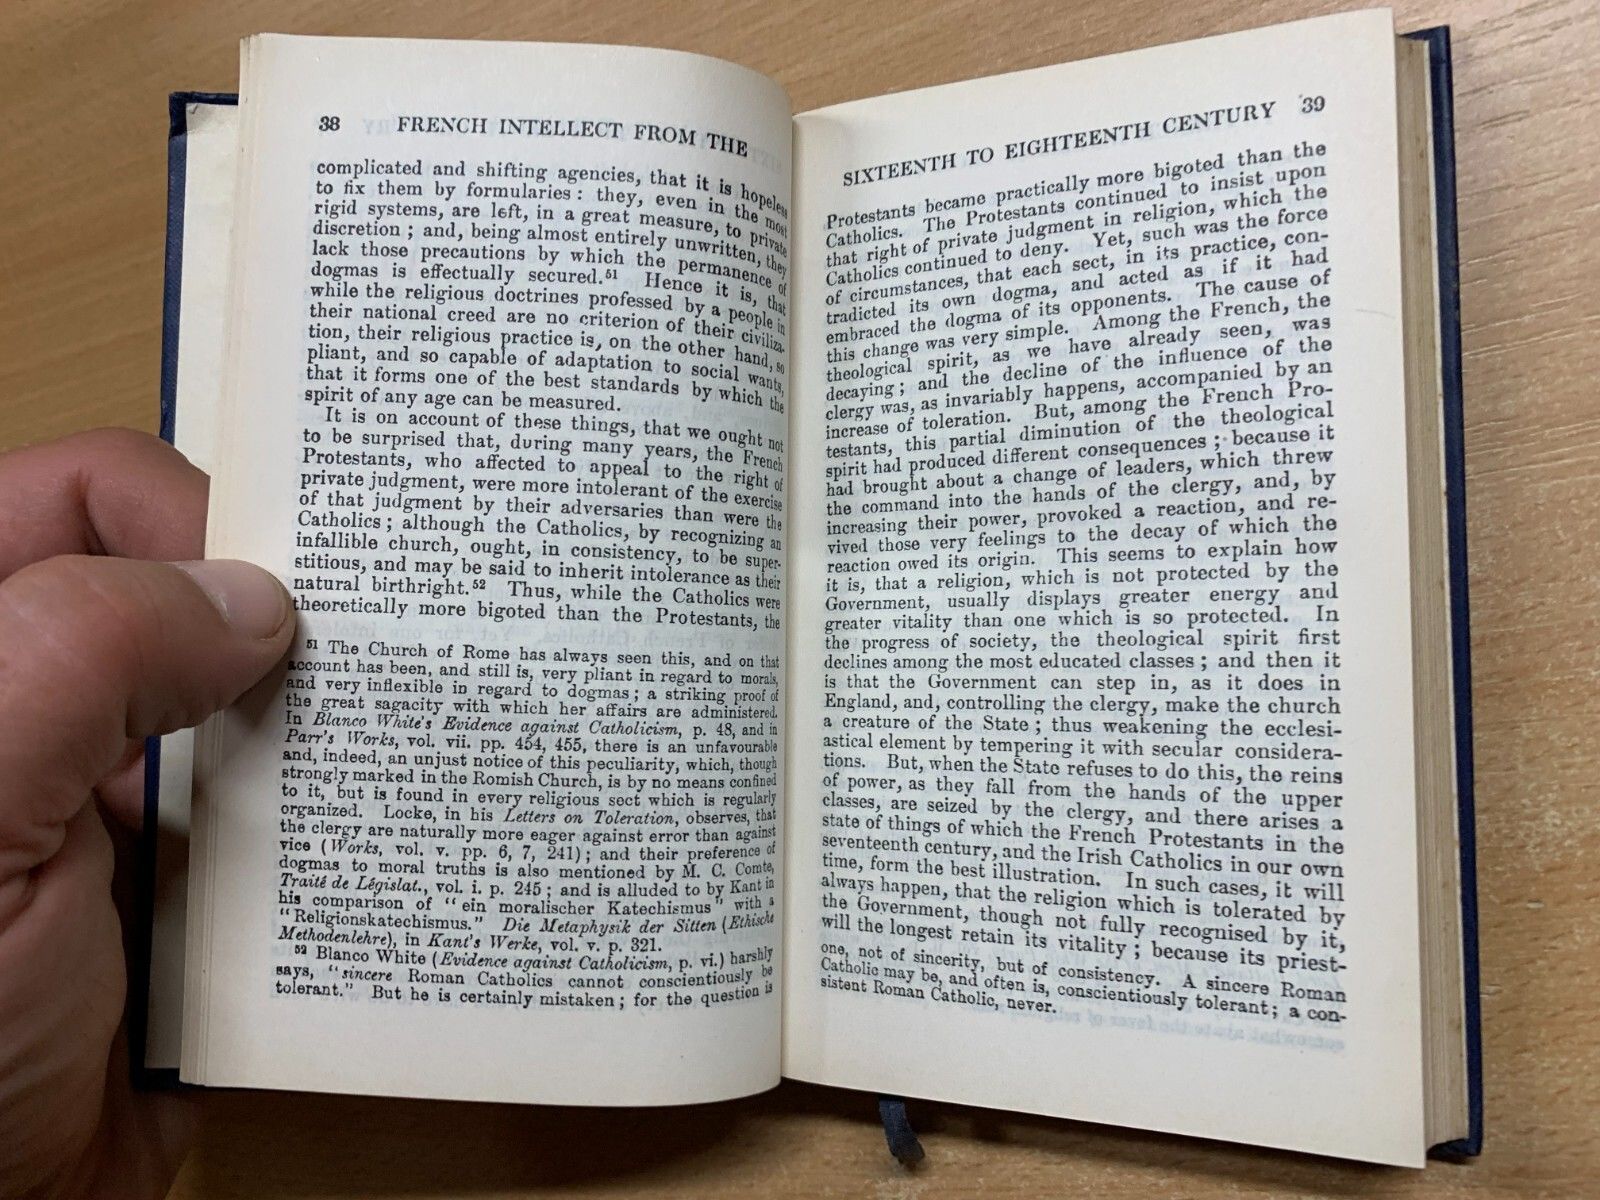 38 FRENCH INTELLECT FROM THE
complicated and shifting agencies, that it is hopeless
to fix them by formularies : they, even in the most
rigid systems, are left, in a great measure, to private
discretion ; and, being almost entirely unwritten, they
lack those precautions by which the permanence of
dogmas is effectually secured.⁵¹ Hence it is, that
while the religious doctrines professed by a people in
their national creed are no criterion of their civiliza-
tion, their religious practice is, on the other hand, so
pliant, and so capable of adaptation to social wants,
that it forms one of the best standards by which the
spirit of any age can be measured.
It is on account of these things, that we ought not
to be surprised that, during many years, the French
Protestants, who affected to appeal to the right of
private judgment, were more intolerant of the exercise
of that judgment by their adversaries than were the
Catholics ; although the Catholics, by recognizing an
infallible church, ought, in consistency, to be super-
stitious, and may be said to inherit intolerance as their
natural birthright.⁵² Thus, while the Catholics were
theoretically more bigoted than the Protestants, the
⁵¹ The Church of Rome has always seen this, and on that
account has been, and still is, very pliant in regard to morals,
and very inflexible in regard to dogmas ; a striking proof of
the great sagacity with which her affairs are administered.
In Blanco White's Evidence against Catholicism, p. 48, and in
Parr's Works, vol. vii. pp. 454, 455, there is an unfavourable
and, indeed, an unjust notice of this peculiarity, which, though
strongly marked in the Romish Church, is by no means confined
to it, but is found in every religious sect which is regularly
organized. Locke, in his Letters on Toleration, observes, that
the clergy are naturally more eager against error than against
vice (Works, vol. v. pp. 6, 7, 241) ; and their preference of
dogmas to moral truths is also mentioned by M. C. Comte,
Traité de Législat., vol. i. p. 245 ; and is alluded to by Kant in
his comparison of "ein moralischer Katechismus" with a
"Religionskatechismus." Die Metaphysik der Sitten (Ethische
Methodenlehre), in Kant's Werke, vol. v. p. 321.
⁵² Blanco White (Evidence against Catholicism, p. vi.) harshly
says, "sincere Roman Catholics cannot conscientiously be
tolerant." But he is certainly mistaken ; for the question is
SIXTEENTH TO EIGHTEENTH CENTURY 39
Protestants became practically more bigoted than the
Catholics. The Protestants continued to insist upon
that right of private judgment in religion, which the
Catholics continued to deny. Yet, such was the force
of circumstances, that each sect, in its practice, con-
tradicted its own dogma, and acted as if it had
embraced the dogma of its opponents. The cause of
this change was very simple. Among the French, the
theological spirit, as we have already seen, was
decaying ; and the decline of the influence of the
clergy was, as invariably happens, accompanied by an
increase of toleration. But, among the French Pro-
testants, this partial diminution of the theological
spirit had produced different consequences ; because it
had brought about a change of leaders, which threw
the command into the hands of the clergy, and, by
increasing their power, provoked a reaction, and re-
vived those very feelings to the decay of which the
reaction owed its origin. This seems to explain how
it is, that a religion, which is not protected by the
Government, usually displays greater energy and
greater vitality than one which is so protected. In
the progress of society, the theological spirit first
declines among the most educated classes ; and then it
is that the Government can step in, as it does in
England, and, controlling the clergy, make the church
a creature of the State ; thus weakening the ecclesi-
astical element by tempering it with secular considera-
tions. But, when the State refuses to do this, the reins
of power, as they fall from the hands of the upper
classes, are seized by the clergy, and there arises a
state of things of which the French Protestants in the
seventeenth century, and the Irish Catholics in our own
time, form the best illustration. In such cases, it will
always happen, that the religion which is tolerated by
the Government, though not fully recognised by it,
will the longest retain its vitality ; because its priest-
one, not of sincerity, but of consistency. A sincere Roman
Catholic may be, and often is, conscientiously tolerant ; a con-
sistent Roman Catholic, never.